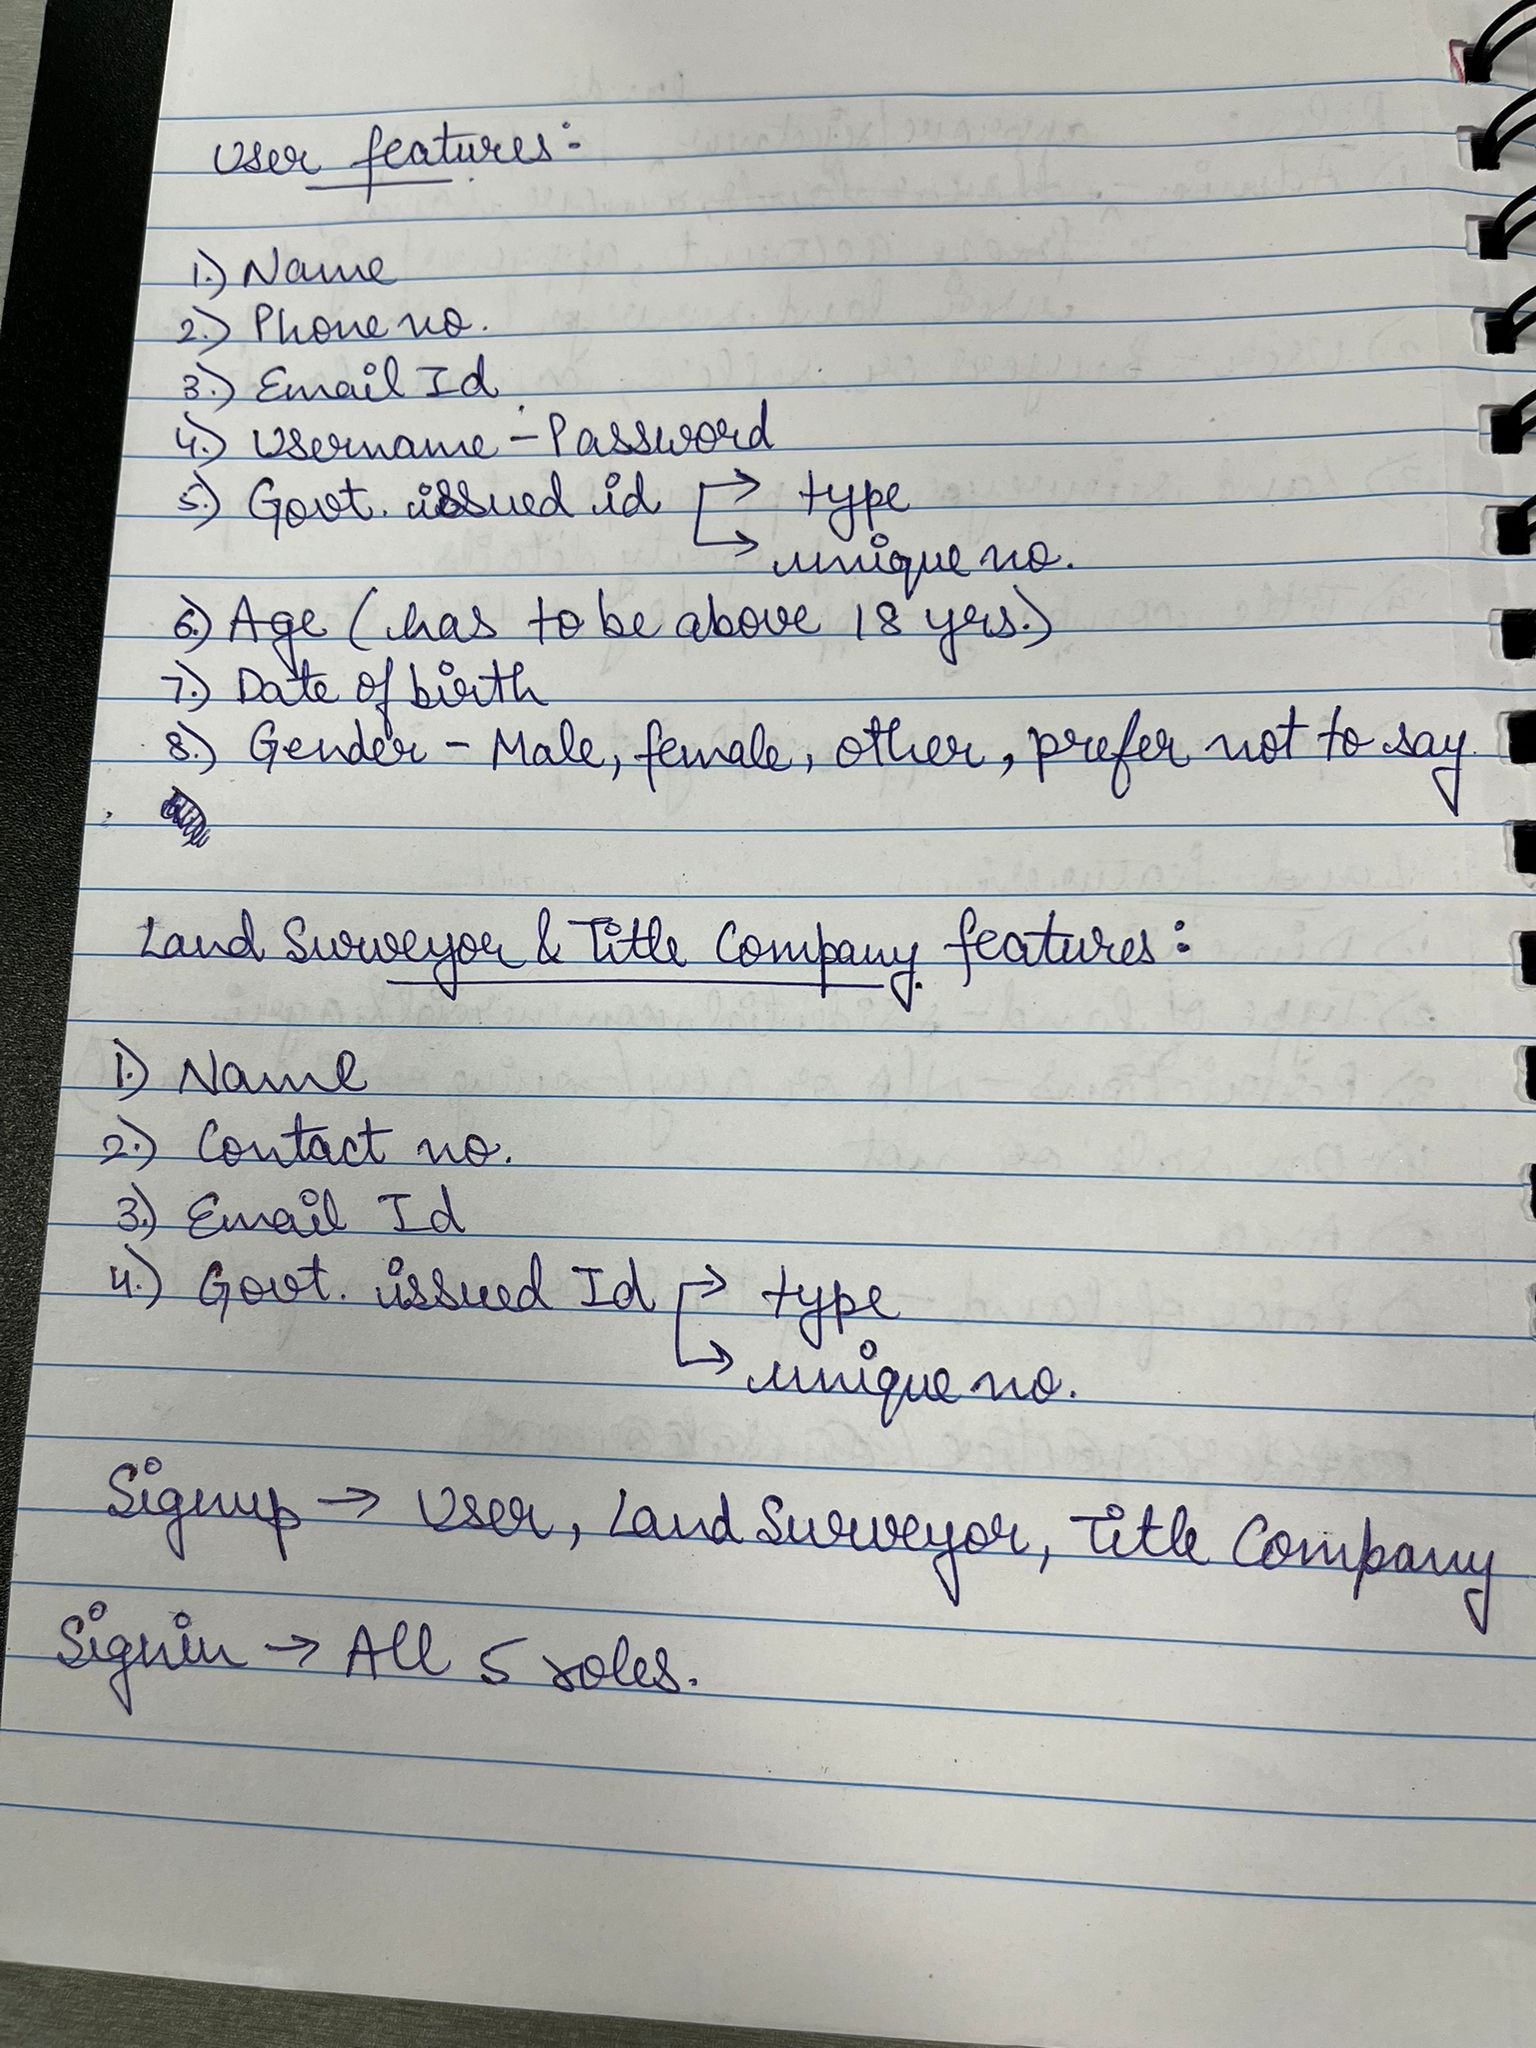 User features:
1.) Name
2.) Phone no.
3.) Email Id
4.) Username - Password
5.) Govt. issued id → type
→ unique no.
6.) Age (has to be above 18 yrs.)
7.) Date of birth
8.) Gender - Male, female, other, prefer not to say.
Land Surveyor & Title Company features:
1.) Name
2.) Contact no.
3.) Email Id
4.) Govt. issued Id → type
→ unique no.
Signup → User, Land Surveyor, Title Company
Signin → All 5 roles.